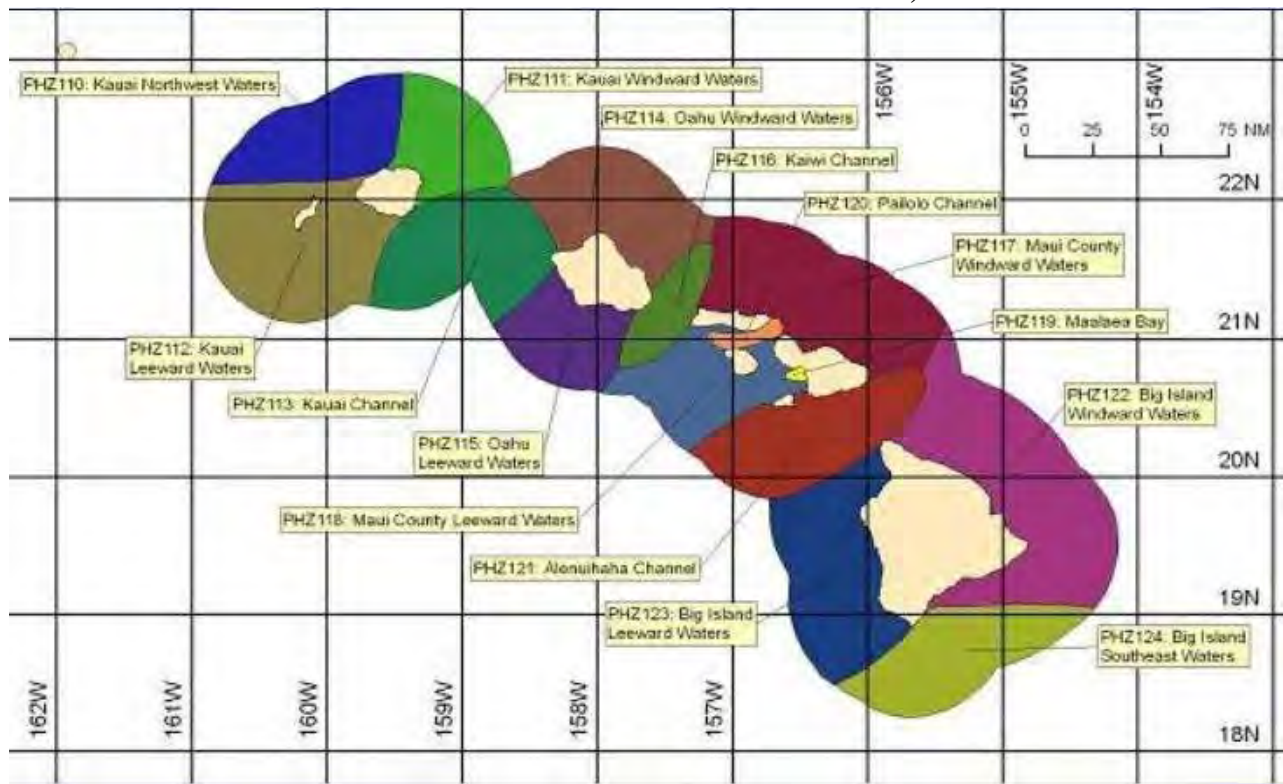 PHZ110: Kauai Northwest Waters
PHZ111: Kauai Windward Waters
PHZ114: Oahu Windward Waters
PHZ116: Kaiwi Channel
PHZ120: Pailolo Channel
PHZ117: Maui County
Windward Waters
PHZ119: Maalaea Bay
PHZ112: Kauai
Leeward Waters
PHZ113: Kauai Channel
PHZ115: Oahu
Leeward Waters
PHZ122: Big Island
Windward Waters
PHZ118: Maui County Leeward Waters
PHZ121: Alenuihaha Channel
PHZ123: Big Island
Leeward Waters
PHZ124: Big Island
Southeast Waters
156W
155W
154W
0 25 50 75 NM
22N
21N
20N
19N
18N
162W
161W
160W
159W
158W
157W